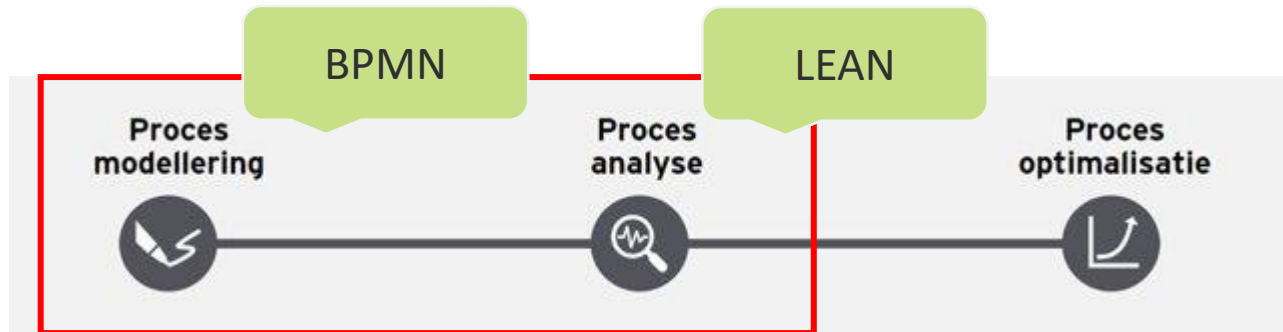 BPMN
LEAN
Proces
modellering
Proces
analyse
Proces
optimalisatie